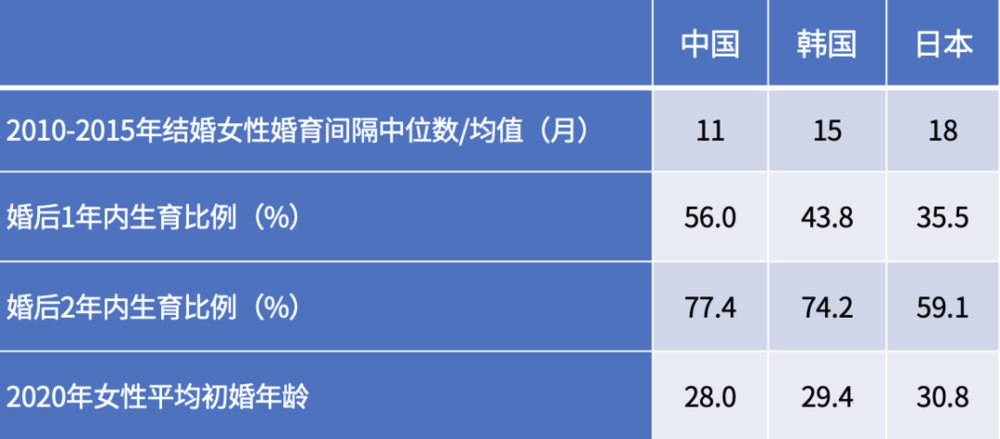 中国 韩国 日本
2010-2015年结婚女性婚育间隔中位数/均值（月） 11 15 18
婚后1年内生育比例（%） 56.0 43.8 35.5
婚后2年内生育比例（%） 77.4 74.2 59.1
2020年女性平均初婚年龄 28.0 29.4 30.8